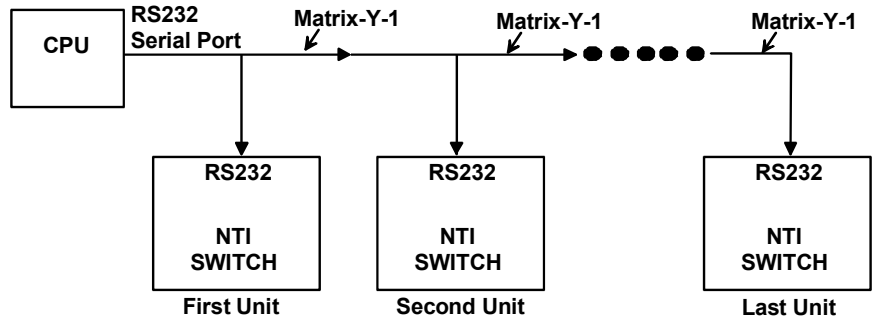 CPU
RS232
Serial Port
Matrix-Y-1
Matrix-Y-1
Matrix-Y-1
RS232
NTI
SWITCH
First Unit
RS232
NTI
SWITCH
Second Unit
RS232
NTI
SWITCH
Last Unit